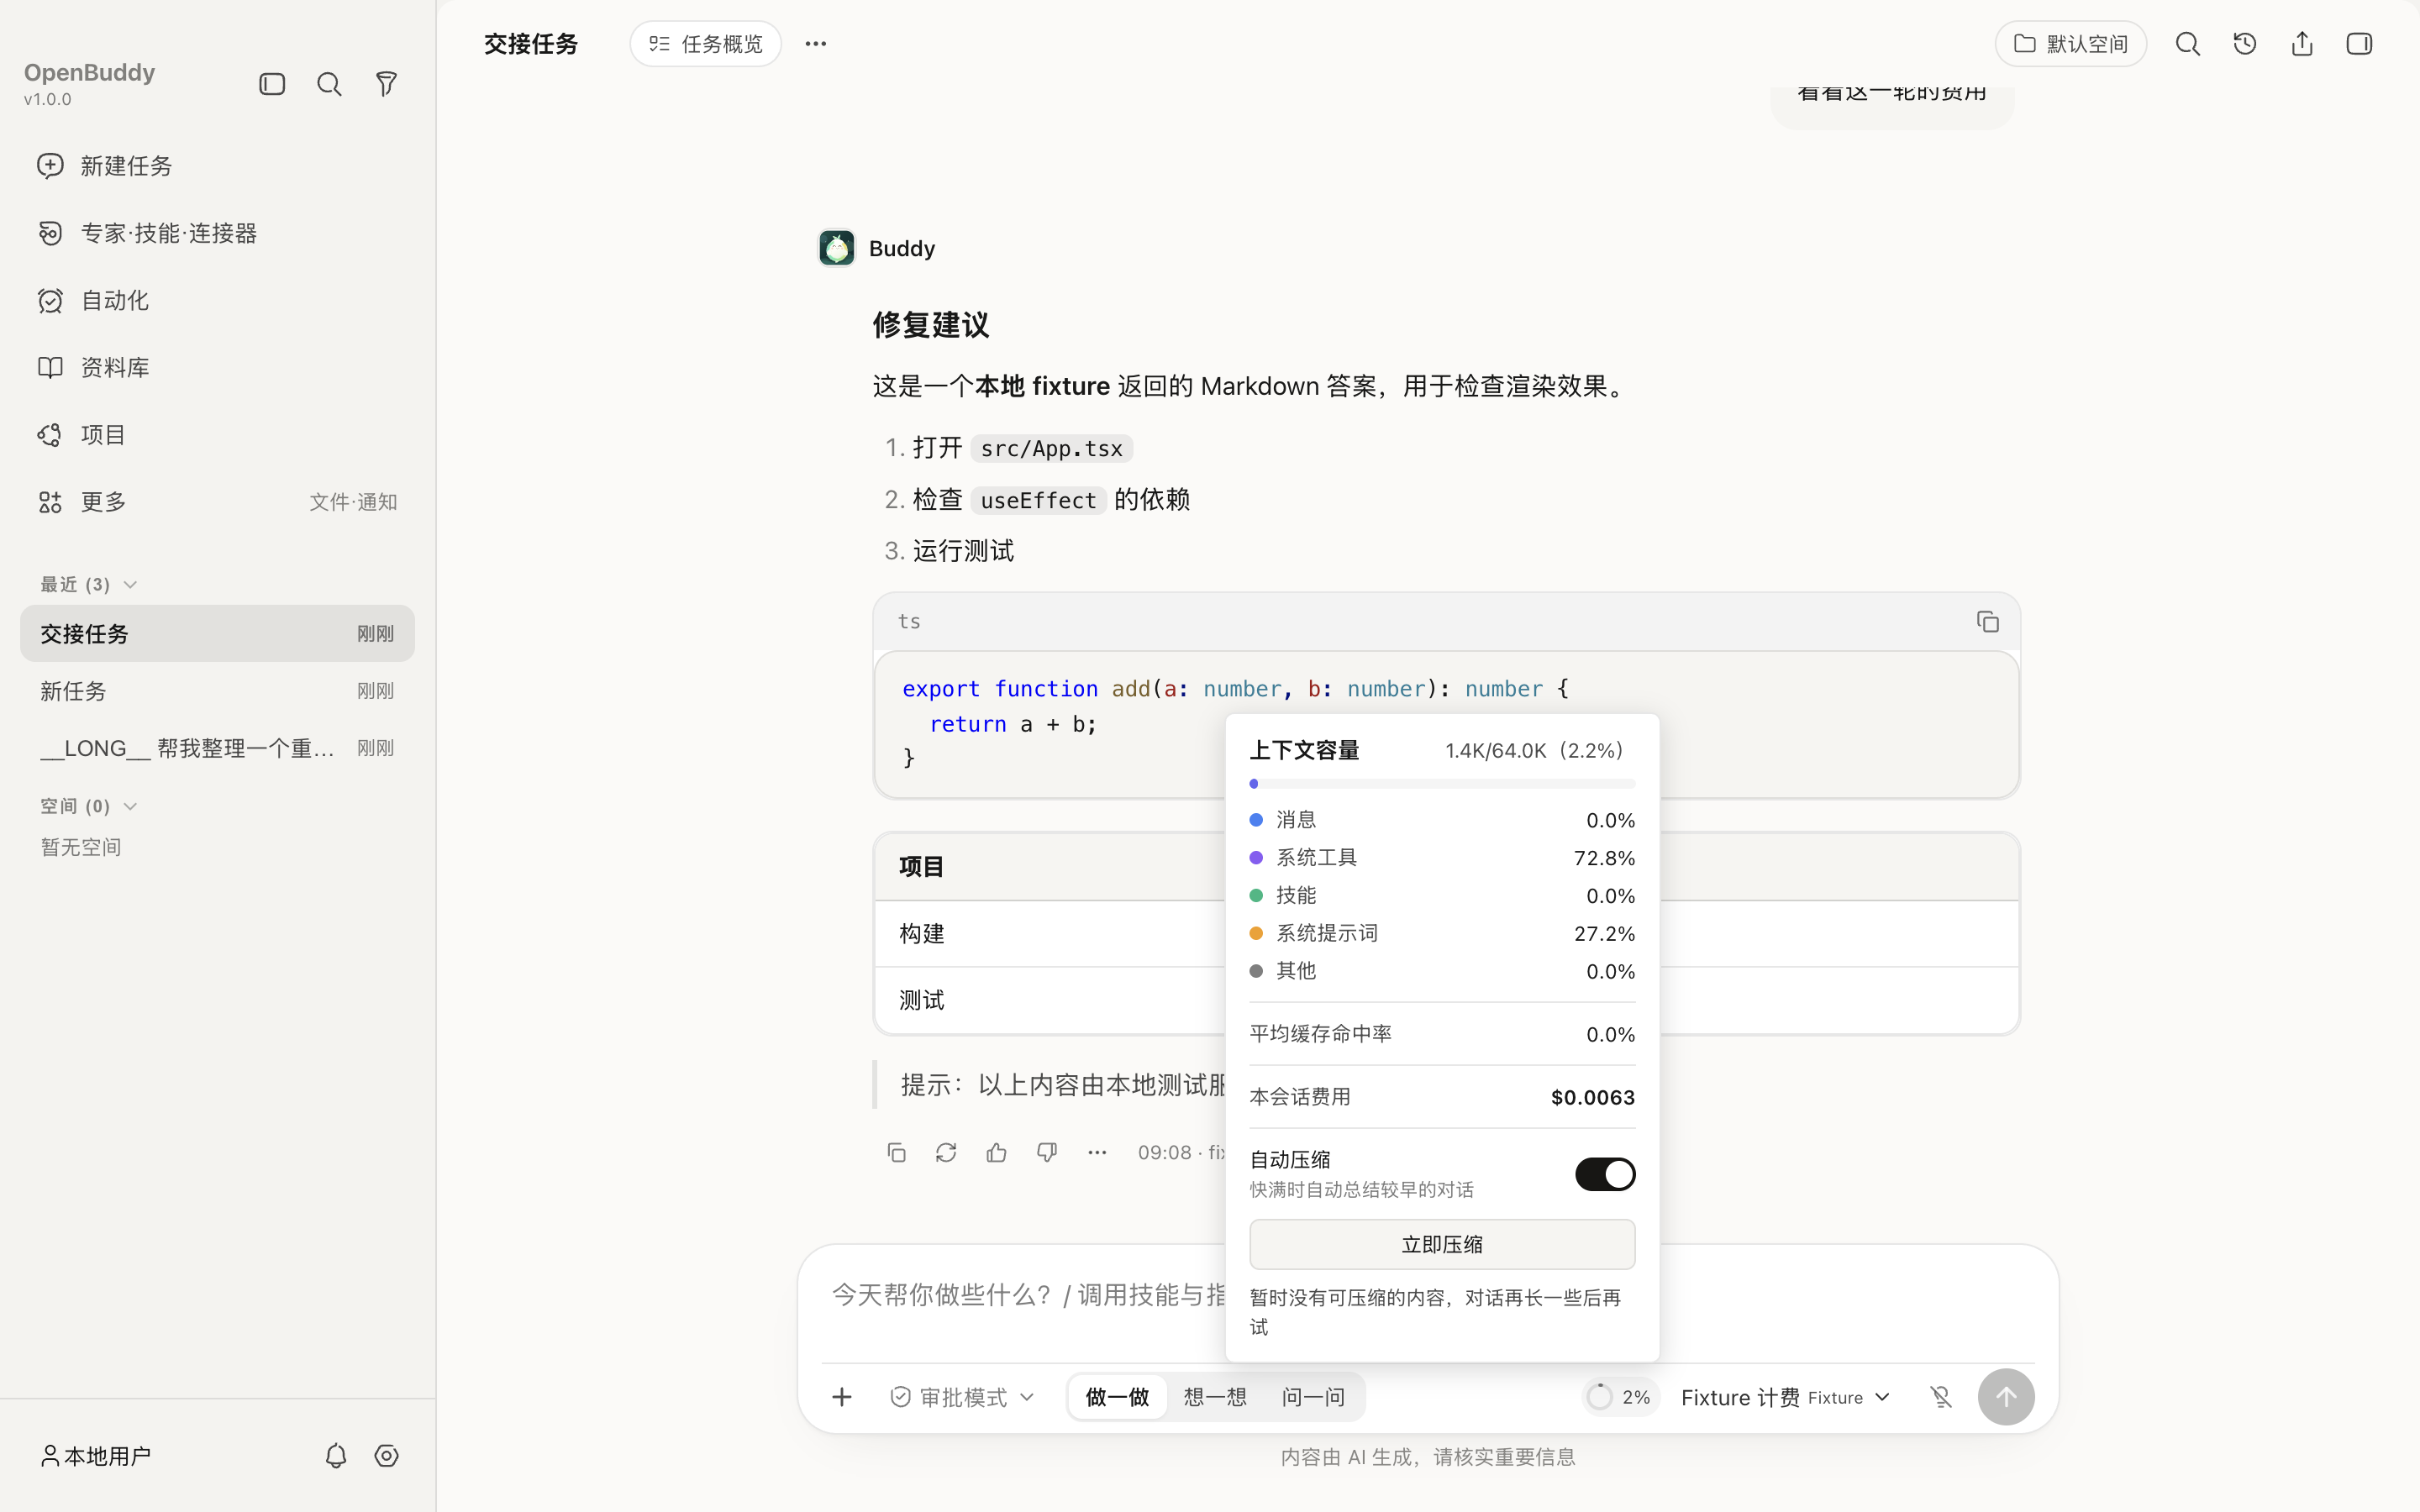 OpenBuddy
v1.0.0
新建任务
专家·技能·连接器
自动化
资料库
项目
更多 文件·通知
最近 (3)
交接任务 刚刚
新任务 刚刚
__LONG__ 帮我整理一个重... 刚刚
空间 (0)
暂无空间
本地用户
交接任务 任务概览
默认空间
看看这一轮的费用
Buddy
修复建议
这是一个本地 fixture 返回的 Markdown 答案，用于检查渲染效果。
1. 打开 src/App.tsx
2. 检查 useEffect 的依赖
3. 运行测试
ts
export function add(a: number, b: number): number {
return a + b;
}
项目
构建
测试
提示：以上内容由本地测试服
09:08 · fix
上下文容量 1.4K/64.0K（2.2%）
消息 0.0%
系统工具 72.8%
技能 0.0%
系统提示词 27.2%
其他 0.0%
平均缓存命中率 0.0%
本会话费用 $0.0063
自动压缩
快满时自动总结较早的对话
立即压缩
暂时没有可压缩的内容，对话再长一些后再
试
今天帮你做些什么？/ 调用技能与指
审批模式 做一做 想一想 问一问 2% Fixture 计费 Fixture
内容由 AI 生成，请核实重要信息